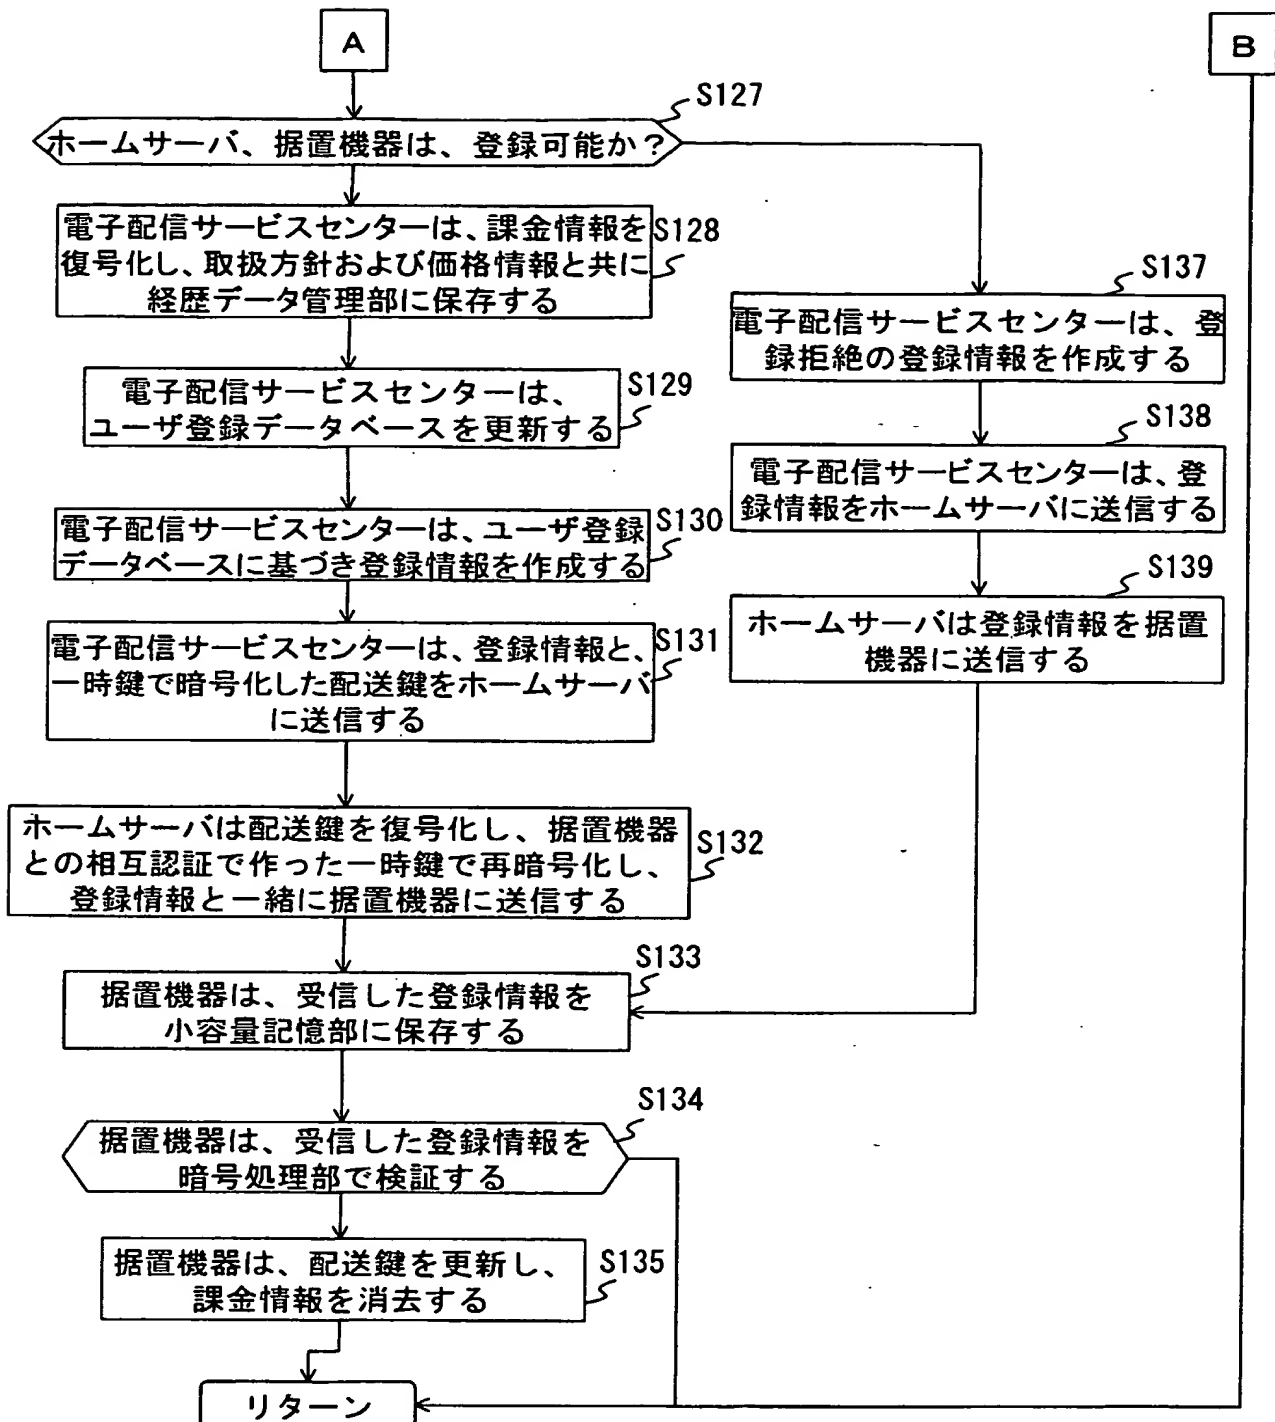 A
B
S127
ホームサーバ、据置機器は、登録可能か?
電子配信サービスセンターは、課金情報を
復号化し、取扱方針および価格情報と共に
経歴データ管理部に保存する
S128
電子配信サービスセンターは、
ユーザ登録データベースを更新する
S129
電子配信サービスセンターは、ユーザ登録
データベースに基づき登録情報を作成する
S130
電子配信サービスセンターは、登録情報と、
一時鍵で暗号化した配送鍵をホームサーバ
に送信する
S131
ホームサーバは配送鍵を復号化し、据置機器
との相互認証で作った一時鍵で再暗号化し、
登録情報と一緒に据置機器に送信する
S132
S133
据置機器は、受信した登録情報を
小容量記憶部に保存する
S134
据置機器は、受信した登録情報を
暗号処理部で検証する
据置機器は、配送鍵を更新し、
課金情報を消去する
S135
リターン
S137
電子配信サービスセンターは、登
録拒絶の登録情報を作成する
S138
電子配信サービスセンターは、登
録情報をホームサーバに送信する
S139
ホームサーバは登録情報を据置
機器に送信する